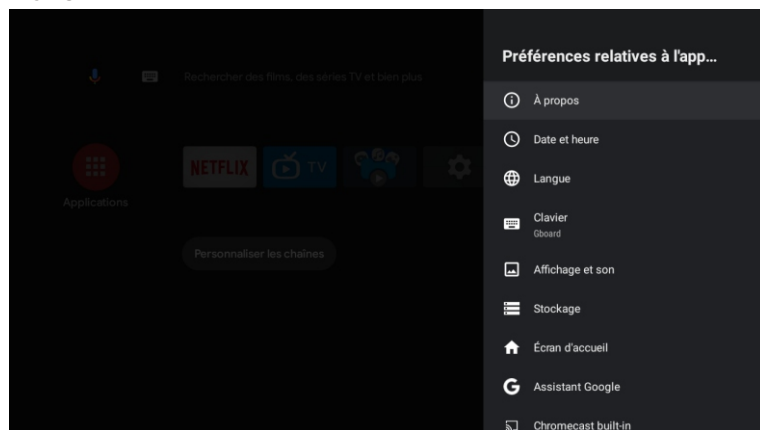 Préférences relatives à l'app...
Rechercher des films, des séries TV et bien plus
À propos
Date et heure
Langue
NETFLIX
TV
Applications
Clavier
Gboard
Personnaliser les chaînes
Affichage et son
Stockage
Écran d'accueil
Assistant Google
Chromecast built-in